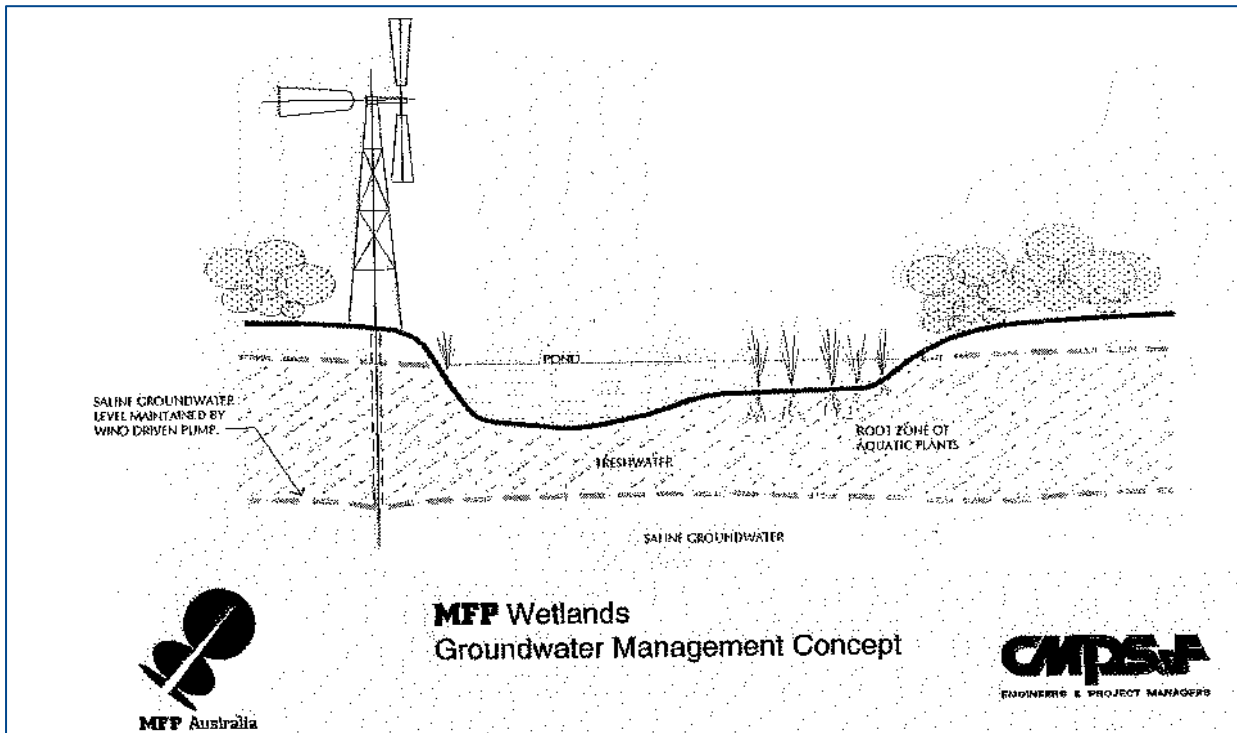 POND
SALINE GROUNDWATER
LEVEL MAINTAINED BY
WIND DRIVEN PUMP.
ROOT ZONE OF
AQUATIC PLANTS
FRESHWATER
SALINE GROUNDWATER
MFP Wetlands
Groundwater Management Concept
MFP Australia
CMPS&F
ENGINEERS & PROJECT MANAGERS